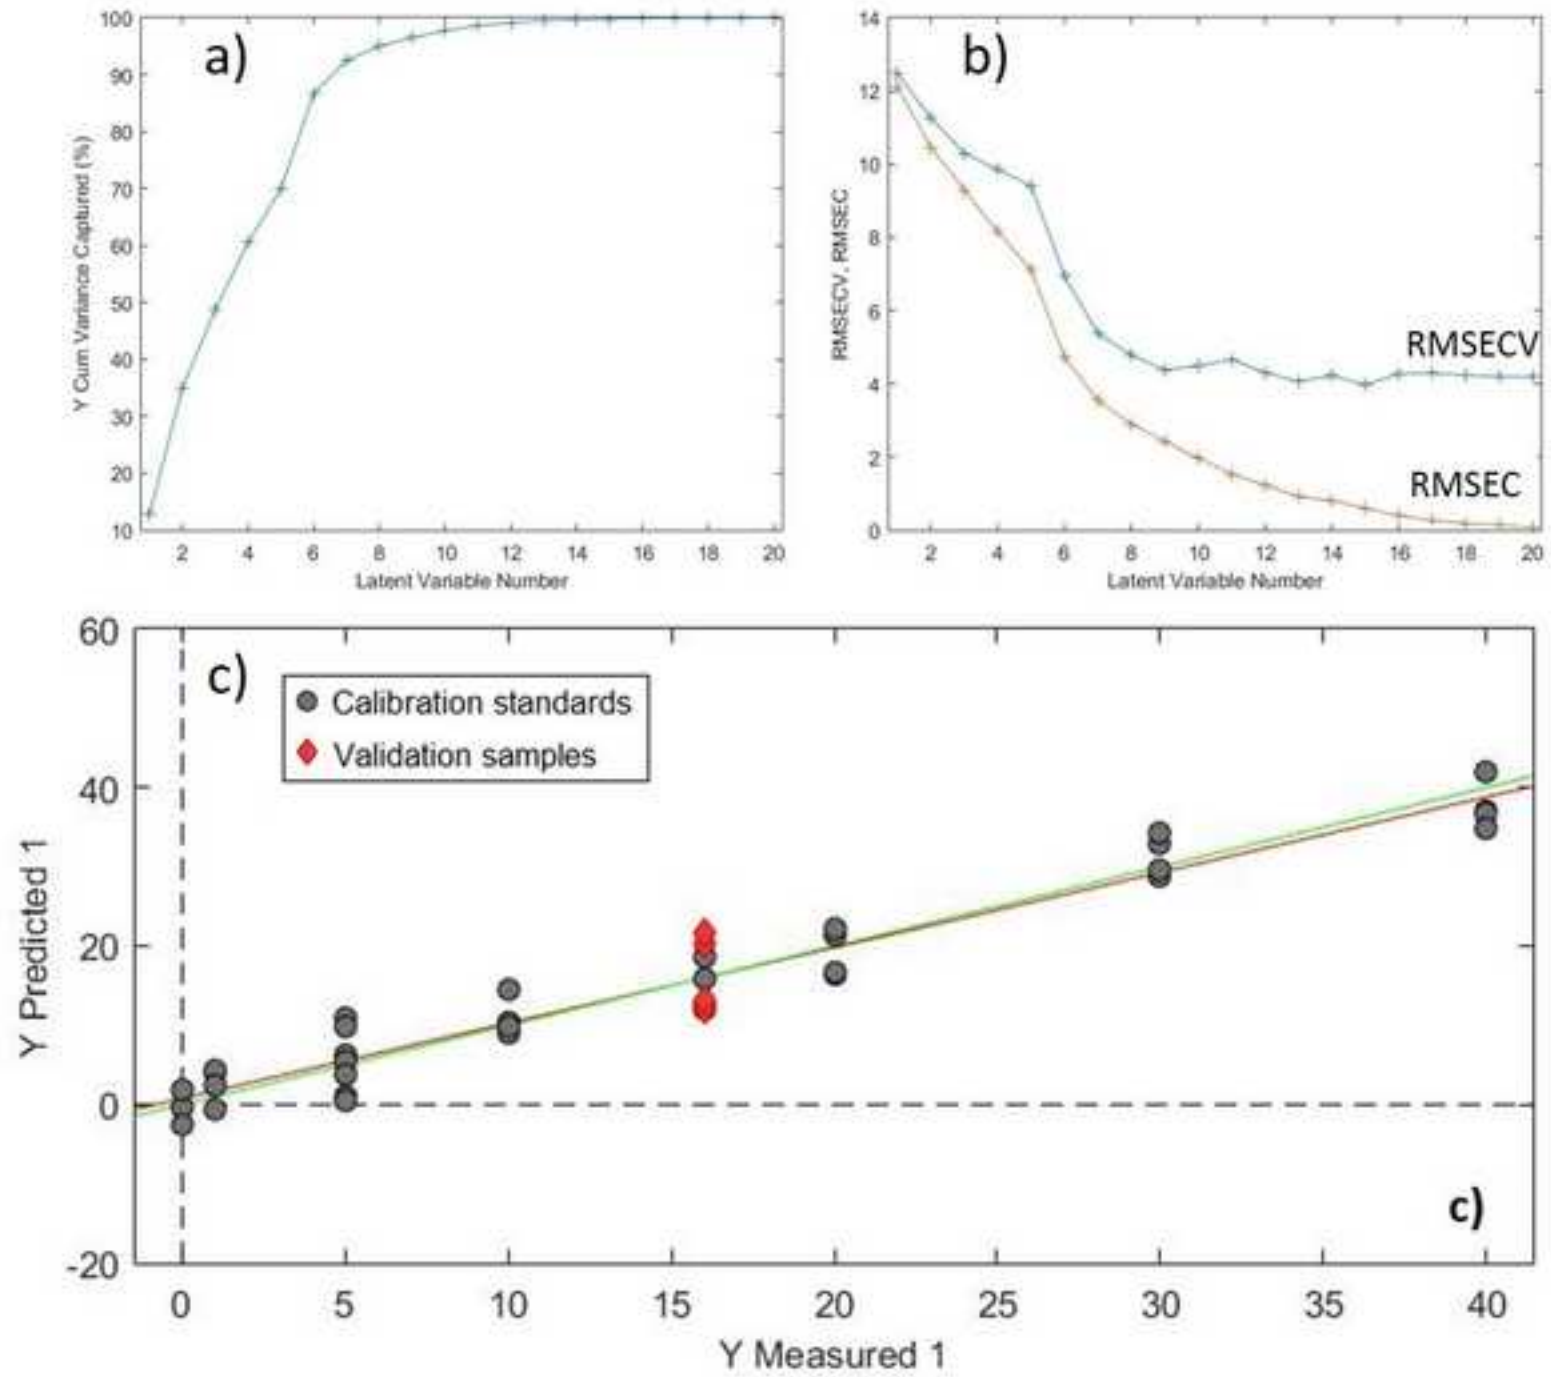 a)
100
90
80
70
60
50
40
30
20
10
Y Cum Variance Captured (%)
2 4 6 8 10 12 14 16 18 20
Latent Variable Number
b)
14
12
10
8
6
4
2
0
RMSECV, RMSEC
RMSECV
RMSEC
2 4 6 8 10 12 14 16 18 20
Latent Variable Number
c)
Calibration standards
Validation samples
60
40
20
0
-20
Y Predicted 1
c)
0 5 10 15 20 25 30 35 40
Y Measured 1